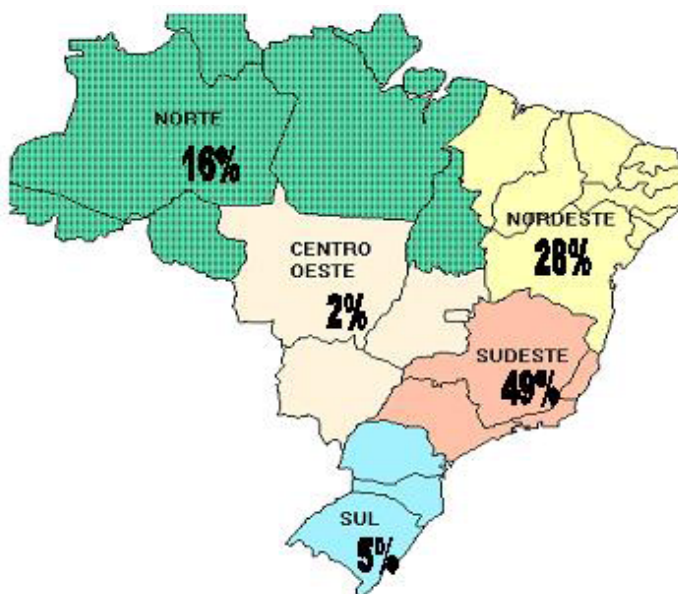 NORTE
16%
NORDESTE
28%
CENTRO
OESTE
2%
SUDESTE
49%
SUL
5%